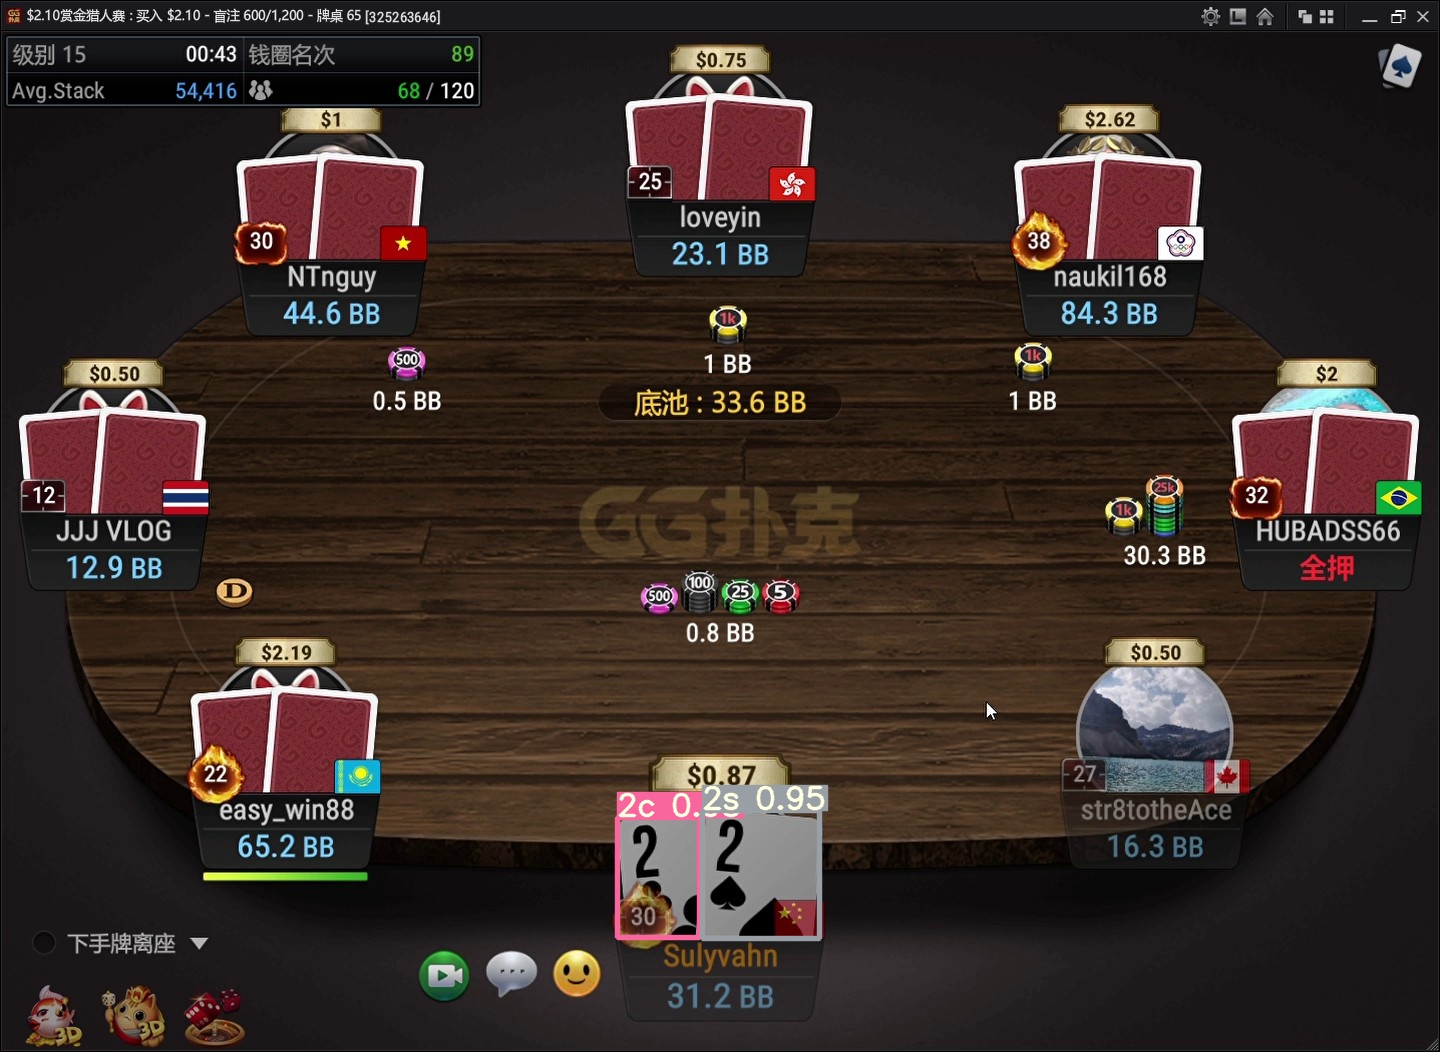 $2.10赏金猎人赛 : 买入 $2.10 - 盲注 600/1,200 - 牌桌 65 [325263646]
级别 15 00:43 钱圈名次 89
Avg.Stack 54,416 68 / 120
$0.75
25
loveyin
23.1 BB
$1
30
NTnguy
44.6 BB
$2.62
38
naukil168
84.3 BB
500
0.5 BB
1k
1 BB
1k
1 BB
底池 : 33.6 BB
$0.50
12
JJJ VLOG
12.9 BB
$2
32
HUBADSS66
全押
1k 25k
30.3 BB
GG扑克
D
500 100 25 5
0.8 BB
$2.19
22
easy_win88
65.2 BB
$0.50
27
str8totheAce
16.3 BB
$0.87
2s 0.95
2 2
30
Sulyvahn
31.2 BB
下手牌离座
3D 3D